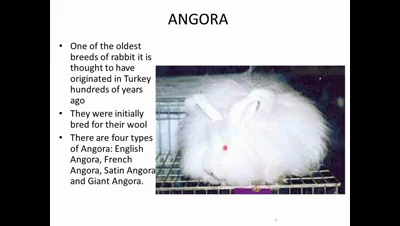 ANGORA
• One of the oldest
breeds of rabbit it is
thought to have
originated in Turkey
hundreds of years
ago
• They were initially
bred for their wool
• There are four types
of Angora: English
Angora, French
Angora, Satin Angora
and Giant Angora.